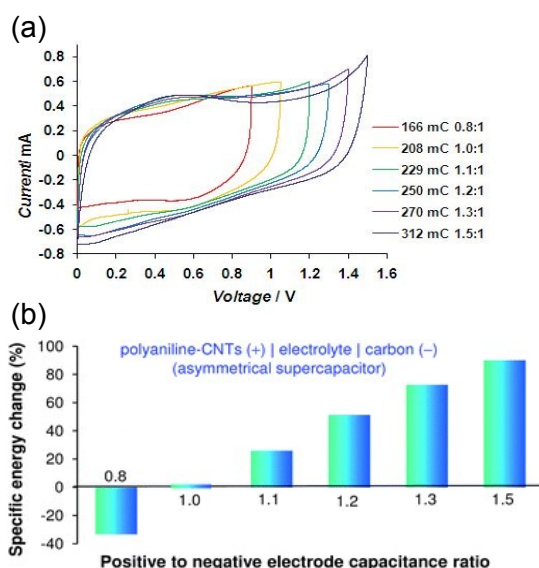 (a)
0.8
0.6
0.4
0.2
0
-0.2
-0.4
-0.6
-0.8
Current/ mA
0 0.2 0.4 0.6 0.8 1 1.2 1.4 1.6
Voltage / V
166 mC 0.8:1
208 mC 1.0:1
229 mC 1.1:1
250 mC 1.2:1
270 mC 1.3:1
312 mC 1.5:1
(b)
Specific energy change (%)
100
80
60
40
20
0
-20
-40
polyaniline-CNTs (+) | electrolyte | carbon (–)
(asymmetrical supercapacitor)
0.8
1.0
1.1
1.2
1.3
1.5
Positive to negative electrode capacitance ratio